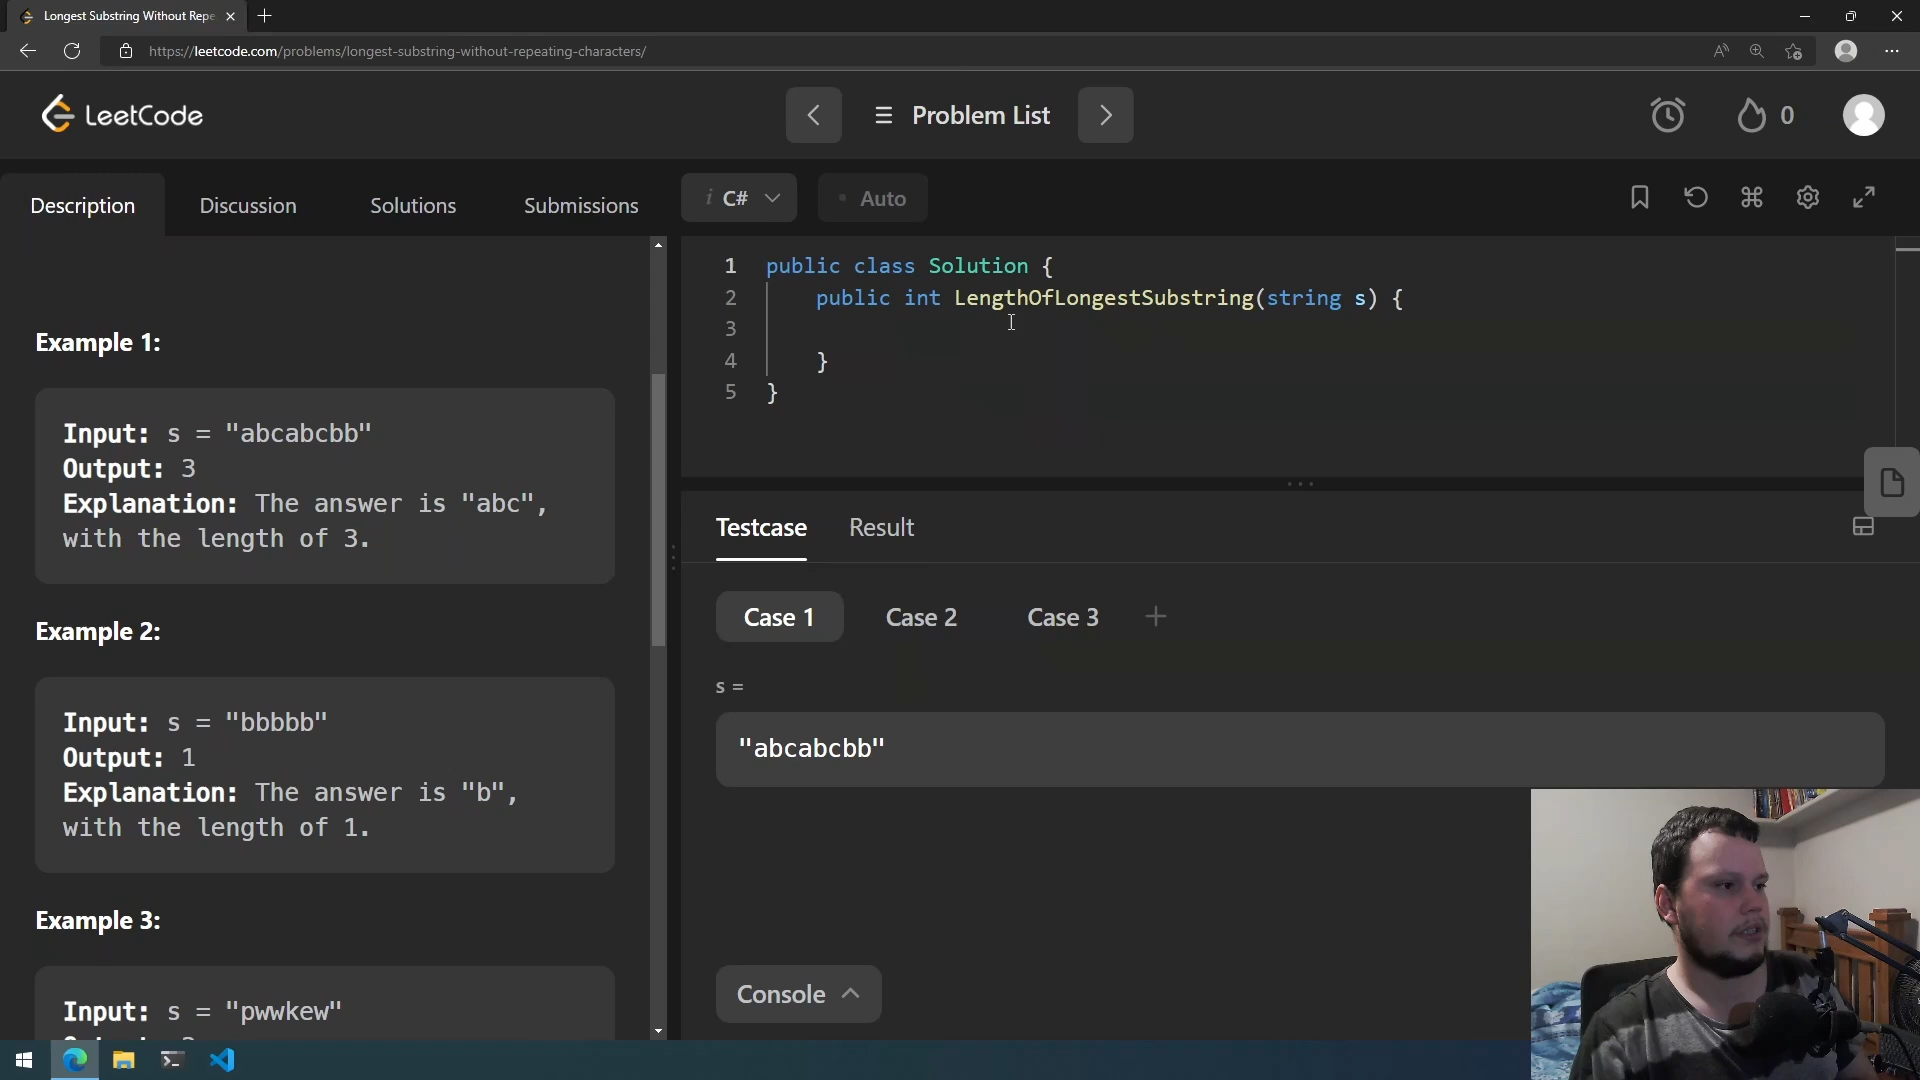 Longest Substring Without Repe
https://leetcode.com/problems/longest-substring-without-repeating-characters/
LeetCode
Problem List
0
Description
Discussion
Solutions
Submissions
i C#
Auto
Example 1:
Input: s = "abcabcbb"
Output: 3
Explanation: The answer is "abc",
with the length of 3.
Example 2:
Input: s = "bbbbb"
Output: 1
Explanation: The answer is "b",
with the length of 1.
Example 3:
Input: s = "pwwkew"
1 public class Solution {
2 public int LengthOfLongestSubstring(string s) {
3
4 }
5 }
Testcase
Result
Case 1
Case 2
Case 3
s =
"abcabcbb"
Console